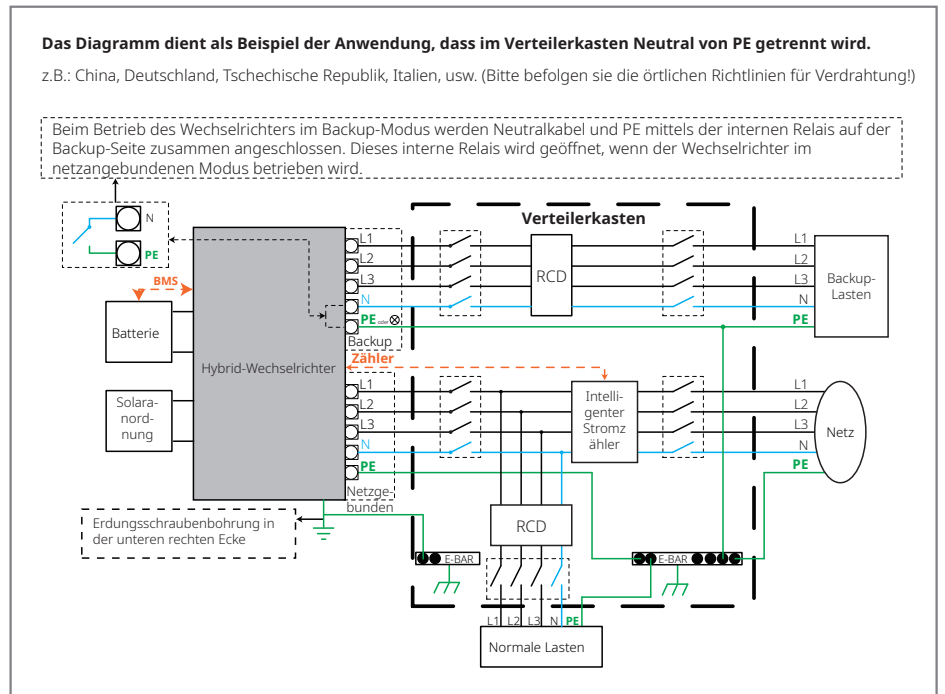 Das Diagramm dient als Beispiel der Anwendung, dass im Verteilerkasten Neutral von PE getrennt wird.
z.B.: China, Deutschland, Tschechische Republik, Italien, usw. (Bitte befolgen sie die örtlichen Richtlinien für Verdrahtung!)
Beim Betrieb des Wechselrichters im Backup-Modus werden Neutralkabel und PE mittels der internen Relais auf der
Backup-Seite zusammen angeschlossen. Dieses interne Relais wird geöffnet, wenn der Wechselrichter im
netzangebundenen Modus betrieben wird.
N
PE
Verteilerkasten
BMS
Batterie
Solara-
nord-
nung
Hybrid-Wechselrichter
L1
L2
L3
N
PE oder
Backup
RCD
L1
L2
L3
N
PE
Backup-
Lasten
Zähler
L1
L2
L3
N
PE
Netzge-
bunden
Intelli-
genter
Stromz
ähler
L1
L2
L3
N
PE
Netz
Erdungsschraubenbohrung in
der unteren rechten Ecke
RCD
E-BAR
E-BAR
L1 L2 L3 N PE
Normale Lasten